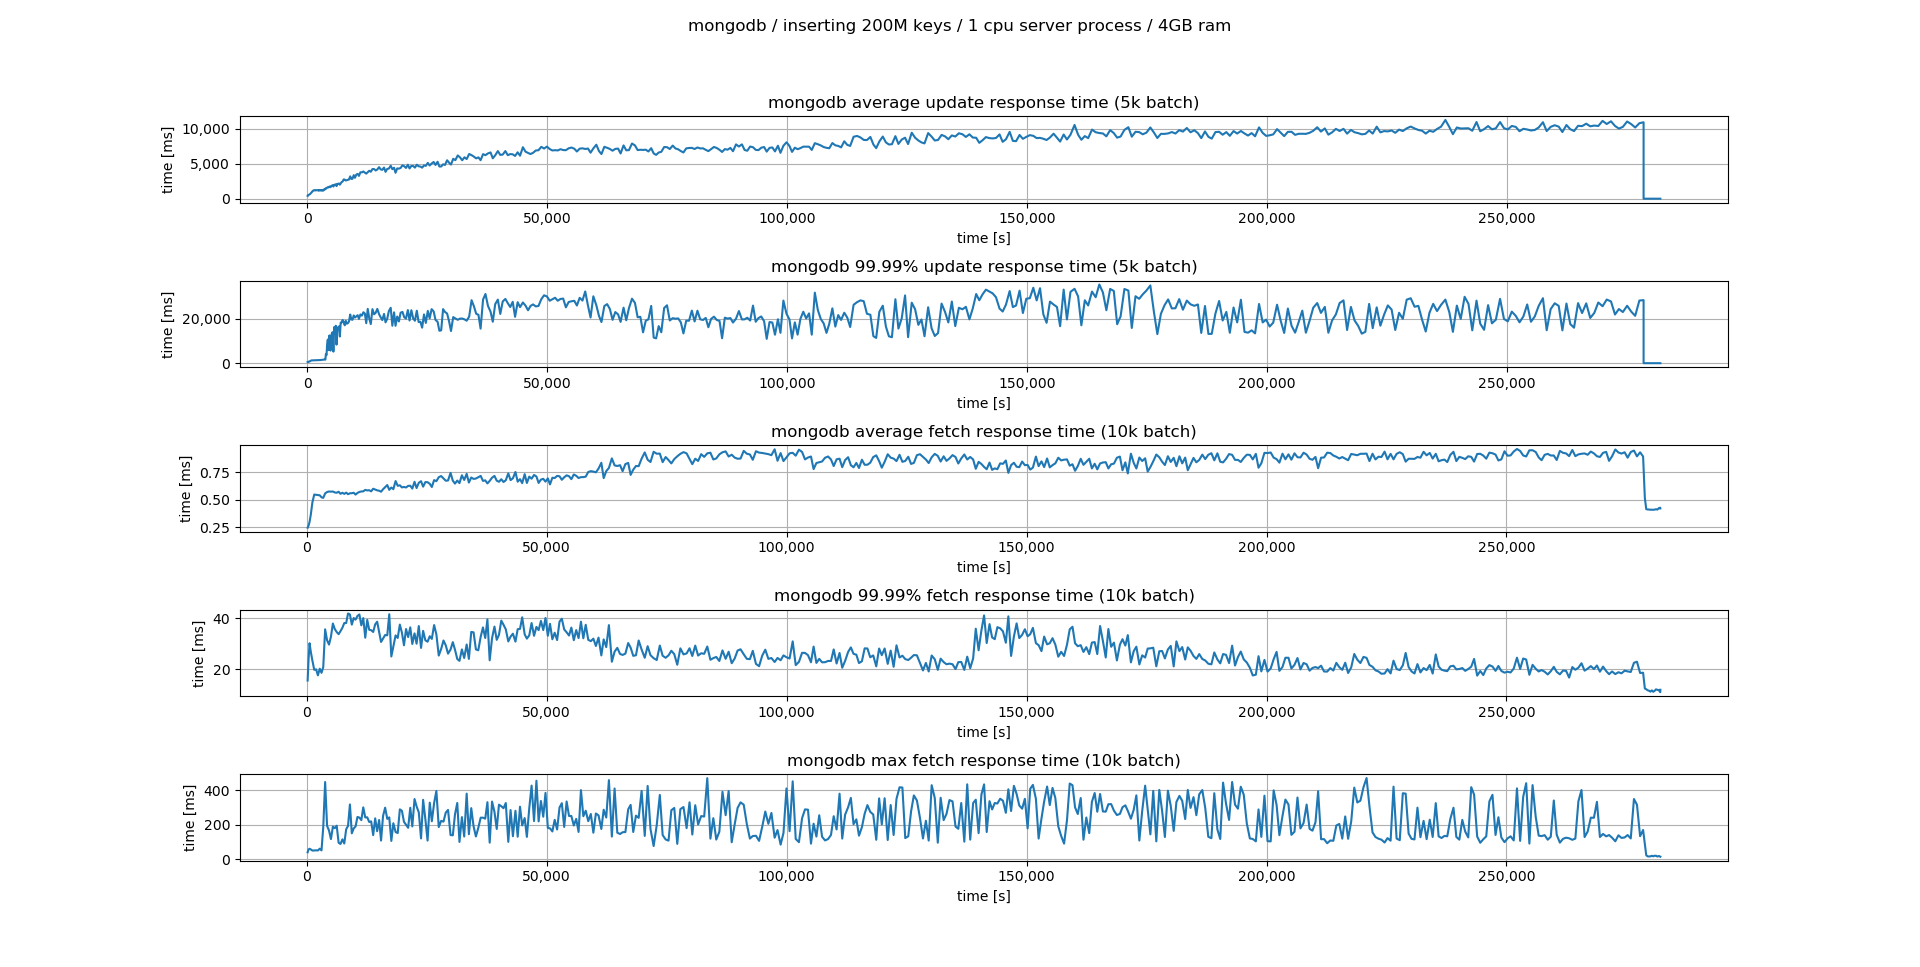 mongodb / inserting 200M keys / 1 cpu server process / 4GB ram
mongodb average update response time (5k batch)
time [ms]
10,000
5,000
0
0 50,000 100,000 150,000 200,000 250,000
time [s]
mongodb 99.99% update response time (5k batch)
time [ms]
20,000
0
0 50,000 100,000 150,000 200,000 250,000
time [s]
mongodb average fetch response time (10k batch)
time [ms]
0.75
0.50
0.25
0 50,000 100,000 150,000 200,000 250,000
time [s]
mongodb 99.99% fetch response time (10k batch)
time [ms]
40
20
0 50,000 100,000 150,000 200,000 250,000
time [s]
mongodb max fetch response time (10k batch)
time [ms]
400
200
0
0 50,000 100,000 150,000 200,000 250,000
time [s]